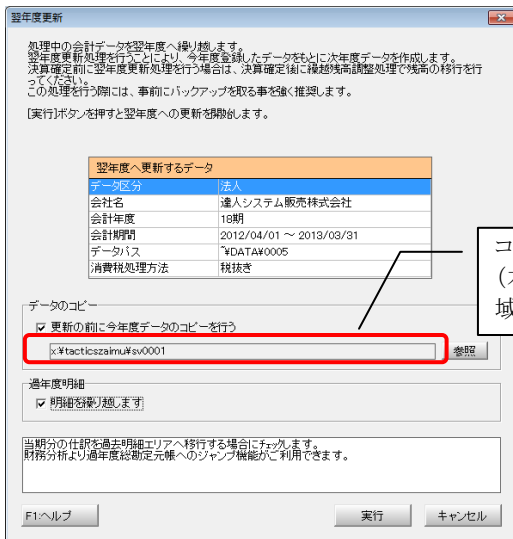 翌年度更新
処理中の会計データを翌年度へ繰り越します。
翌年度更新処理を行うことにより、今年度登録したデータをもとに次年度データを作成します。
決算確定前に翌年度更新処理を行う場合は、決算確定後に繰越残高調整処理で残高の移行を行
ってください。
この処理を行う際には、事前にバックアップを取る事を強く推奨します。
[実行]ボタンを押すと翌年度への更新を開始します。
翌年度へ更新するデータ
データ区分 法人
会社名 達人システム販売株式会社
会計年度 18期
会計期間 2012/04/01 ～ 2013/03/31
データパス ~¥DATA¥0005
消費税処理方法 税抜き
コ
(オ
域
データのコピー
更新の前に今年度データのコピーを行う
x:¥tacticszaimu¥sv0001 参照
過年度明細
明細を繰り越します
当期分の仕訳を過去明細エリアへ移行する場合にチェックします。
財務分析より過年度総勘定元帳へのジャンプ機能がご利用できます。
F1:ヘルプ 実行 キャンセル